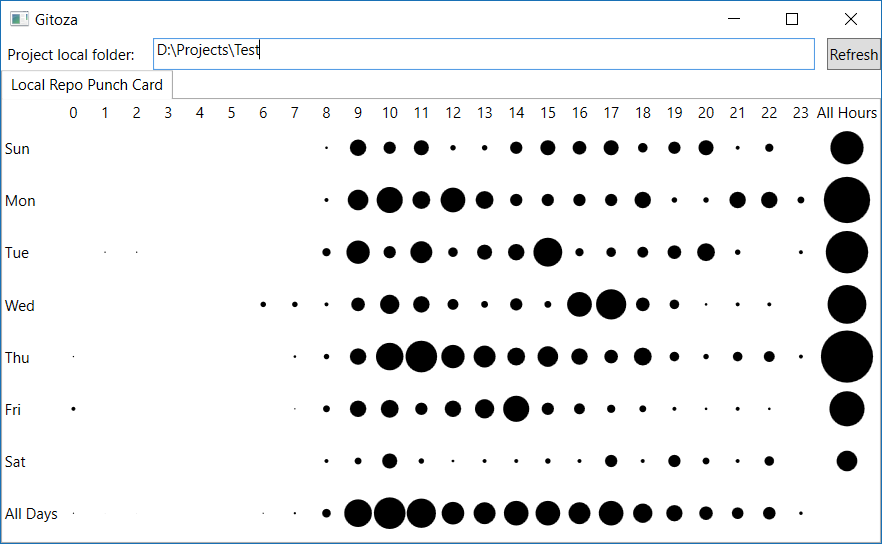 Gitoza
Project local folder: D:\Projects\Test Refresh
Local Repo Punch Card
0 1 2 3 4 5 6 7 8 9 10 11 12 13 14 15 16 17 18 19 20 21 22 23 All Hours
Sun
Mon
Tue
Wed
Thu
Fri
Sat
All Days